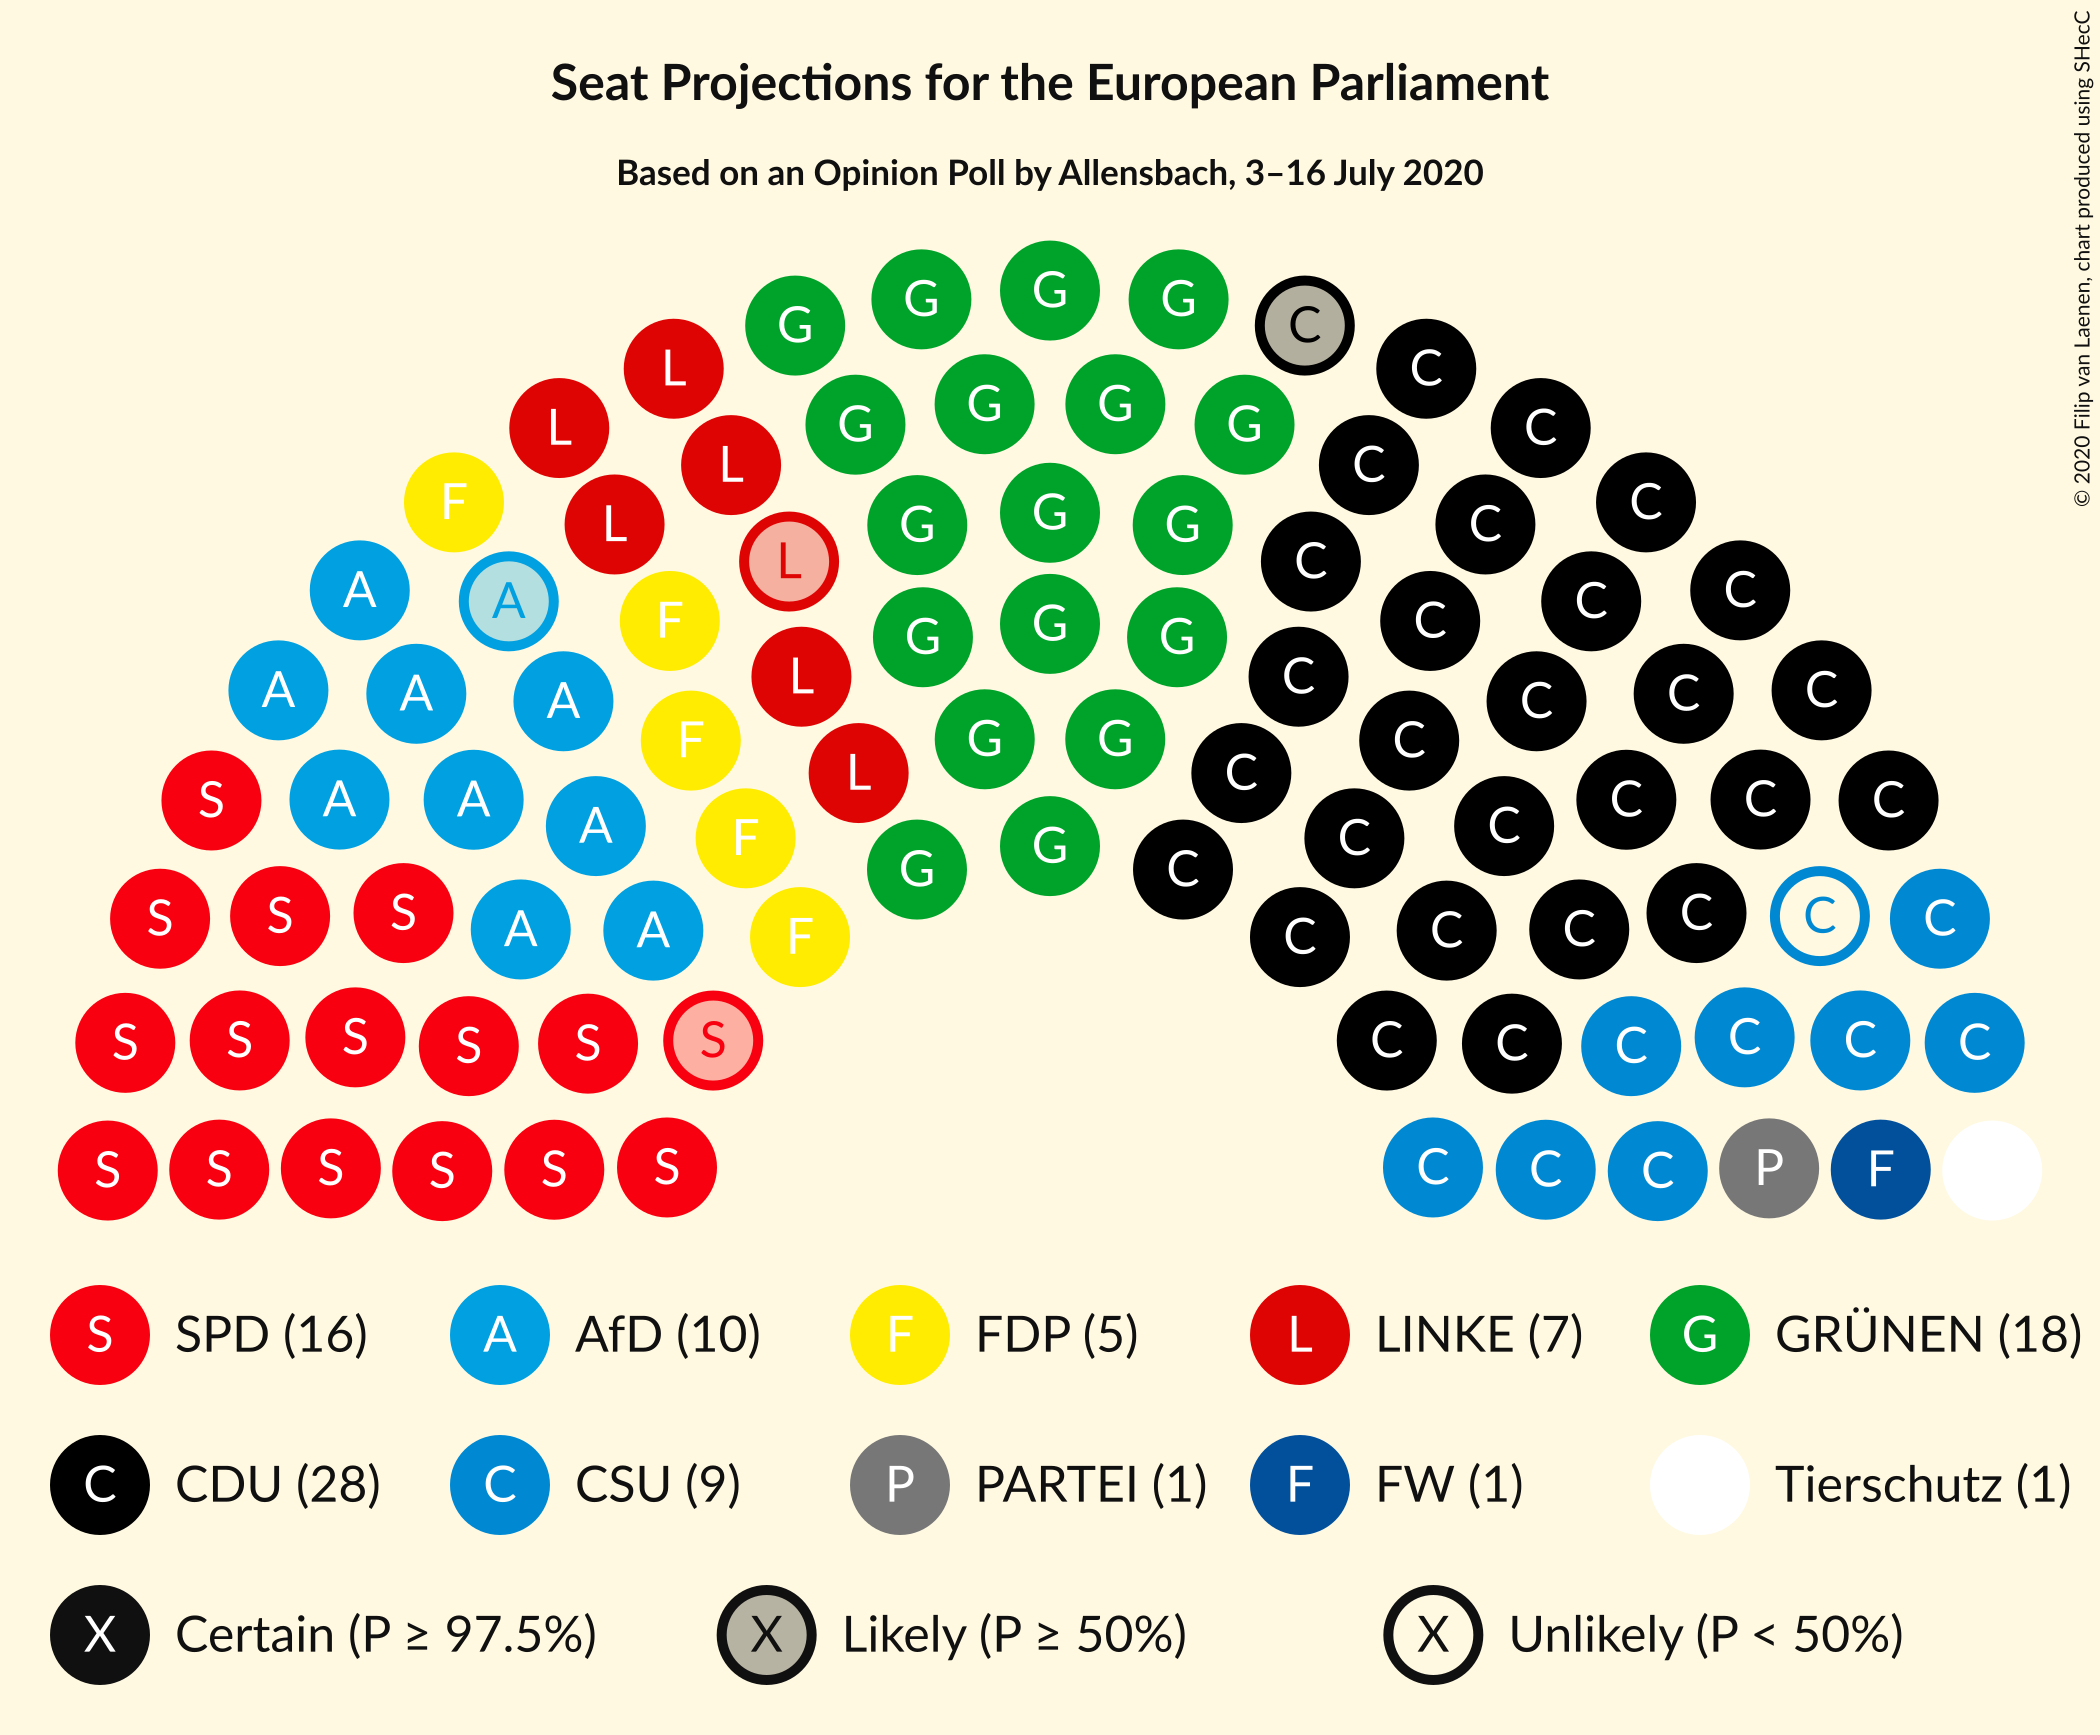 Seat Projections for the European Parliament
Based on an Opinion Poll by Allensbach, 3–16 July 2020
© 2020 Filip van Laenen, chart produced using SHecC
G G G G C
L L G G G G C C
F L L G G G C C C
A A F L L G G G C C C C
A A A F L G G C C C C C
S A A A F L G G C C C C C C C
S S S A A F C C C C C C
S S S S S S C C C C C C
S S S S S S C C C P F
S SPD (16) A AfD (10) F FDP (5) L LINKE (7) G GRÜNEN (18)
C CDU (28) C CSU (9) P PARTEI (1) F FW (1) Tierschutz (1)
X Certain (P ≥ 97.5%) X Likely (P ≥ 50%) X Unlikely (P < 50%)